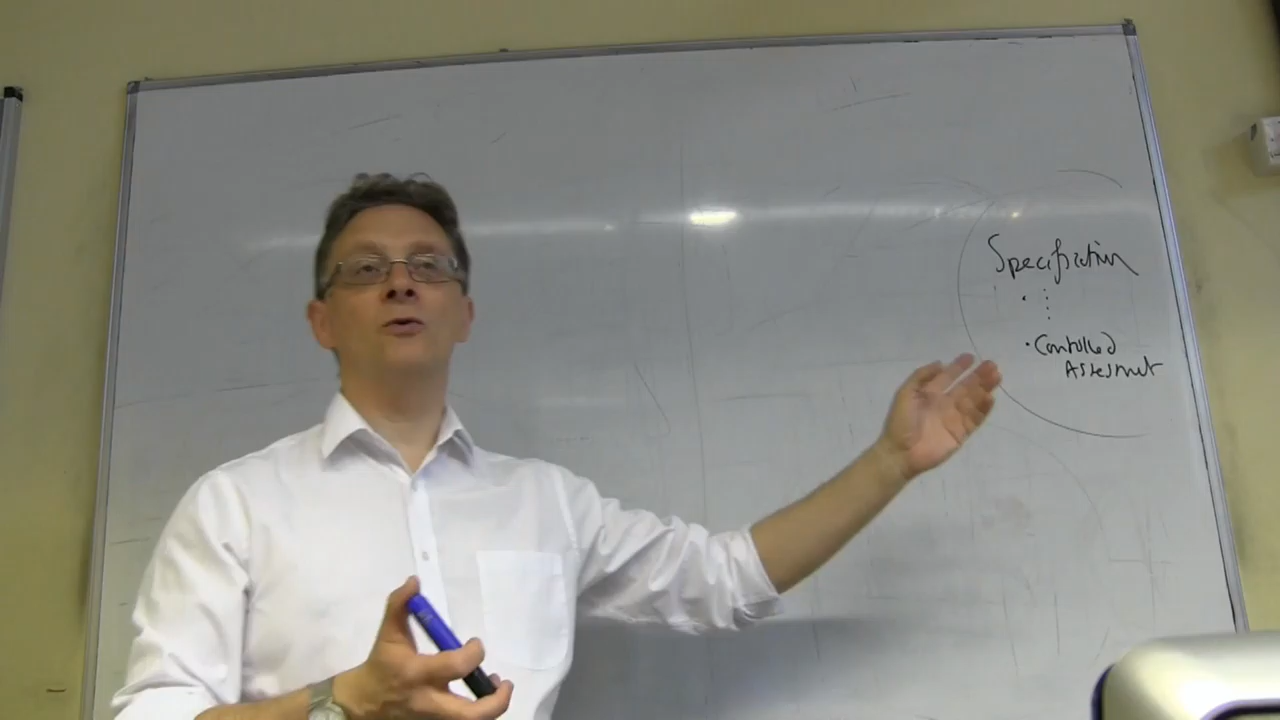 Specification
· Controlled
Assessment